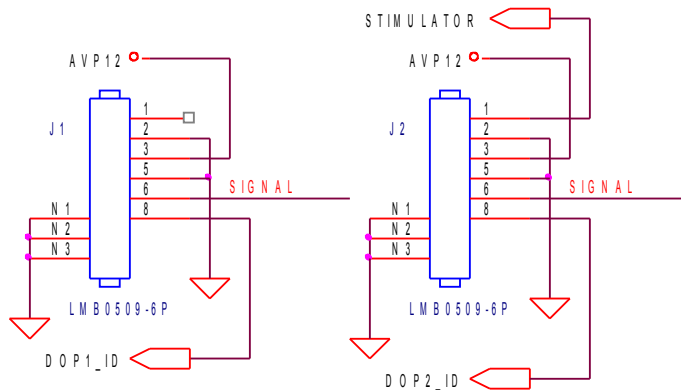 STIMULATOR
AVP12
1
2
3
5
6
8
J1
SIGNAL
N1
N2
N3
LMB0509-6P
DOP1_ID
AVP12
1
2
3
5
6
8
J2
SIGNAL
N1
N2
N3
LMB0509-6P
DOP2_ID